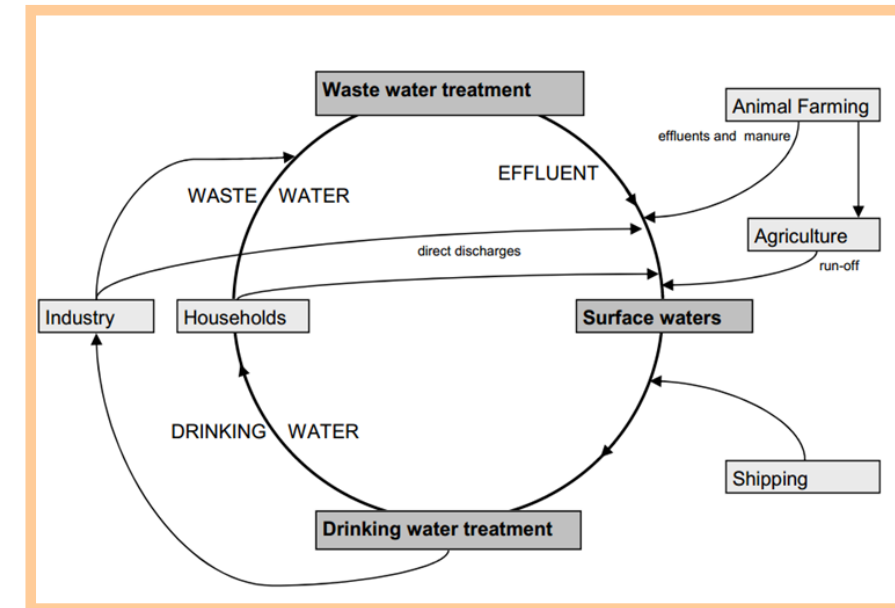 Waste water treatment
Animal Farming
effluents and manure
EFFLUENT
WASTE WATER
Agriculture
direct discharges
run-off
Industry
Households
Surface waters
DRINKING WATER
Shipping
Drinking water treatment